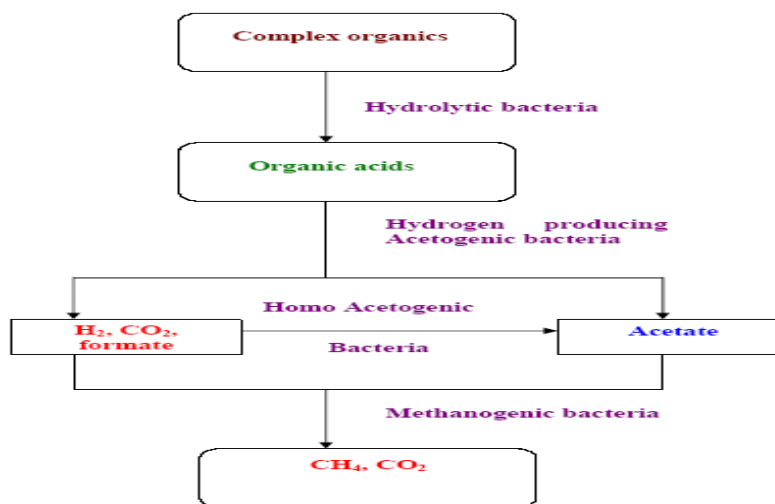 Complex organics
Hydrolytic bacteria
Organic acids
Hydrogen producing
Acetogenic bacteria
Homo Acetogenic
H₂, CO₂,
formate
Acetate
Bacteria
Methanogenic bacteria
CH₄, CO₂